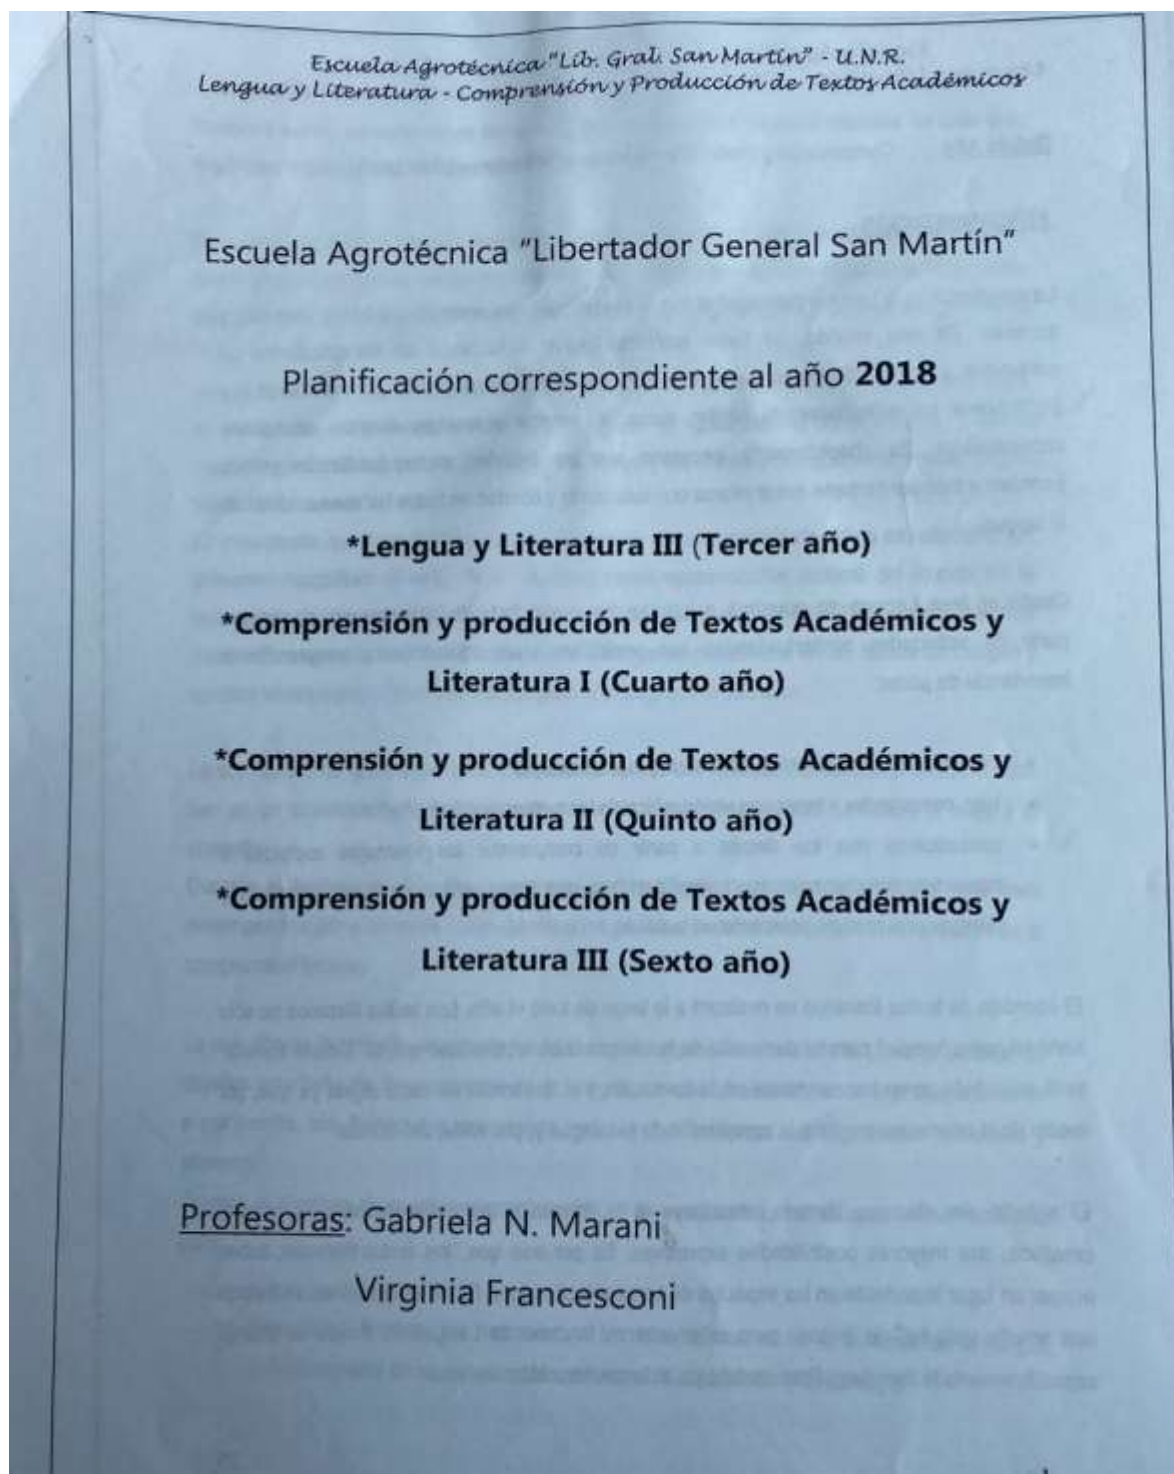 Escuela Agrotécnica "Lib. Gral. San Martín" - U.N.R.
Lengua y Literatura - Comprensión y Producción de Textos Académicos
Escuela Agrotécnica "Libertador General San Martín"
Planificación correspondiente al año 2018
*Lengua y Literatura III (Tercer año)
*Comprensión y producción de Textos Académicos y
Literatura I (Cuarto año)
*Comprensión y producción de Textos Académicos y
Literatura II (Quinto año)
*Comprensión y producción de Textos Académicos y
Literatura III (Sexto año)
Profesoras: Gabriela N. Marani
Virginia Francesconi